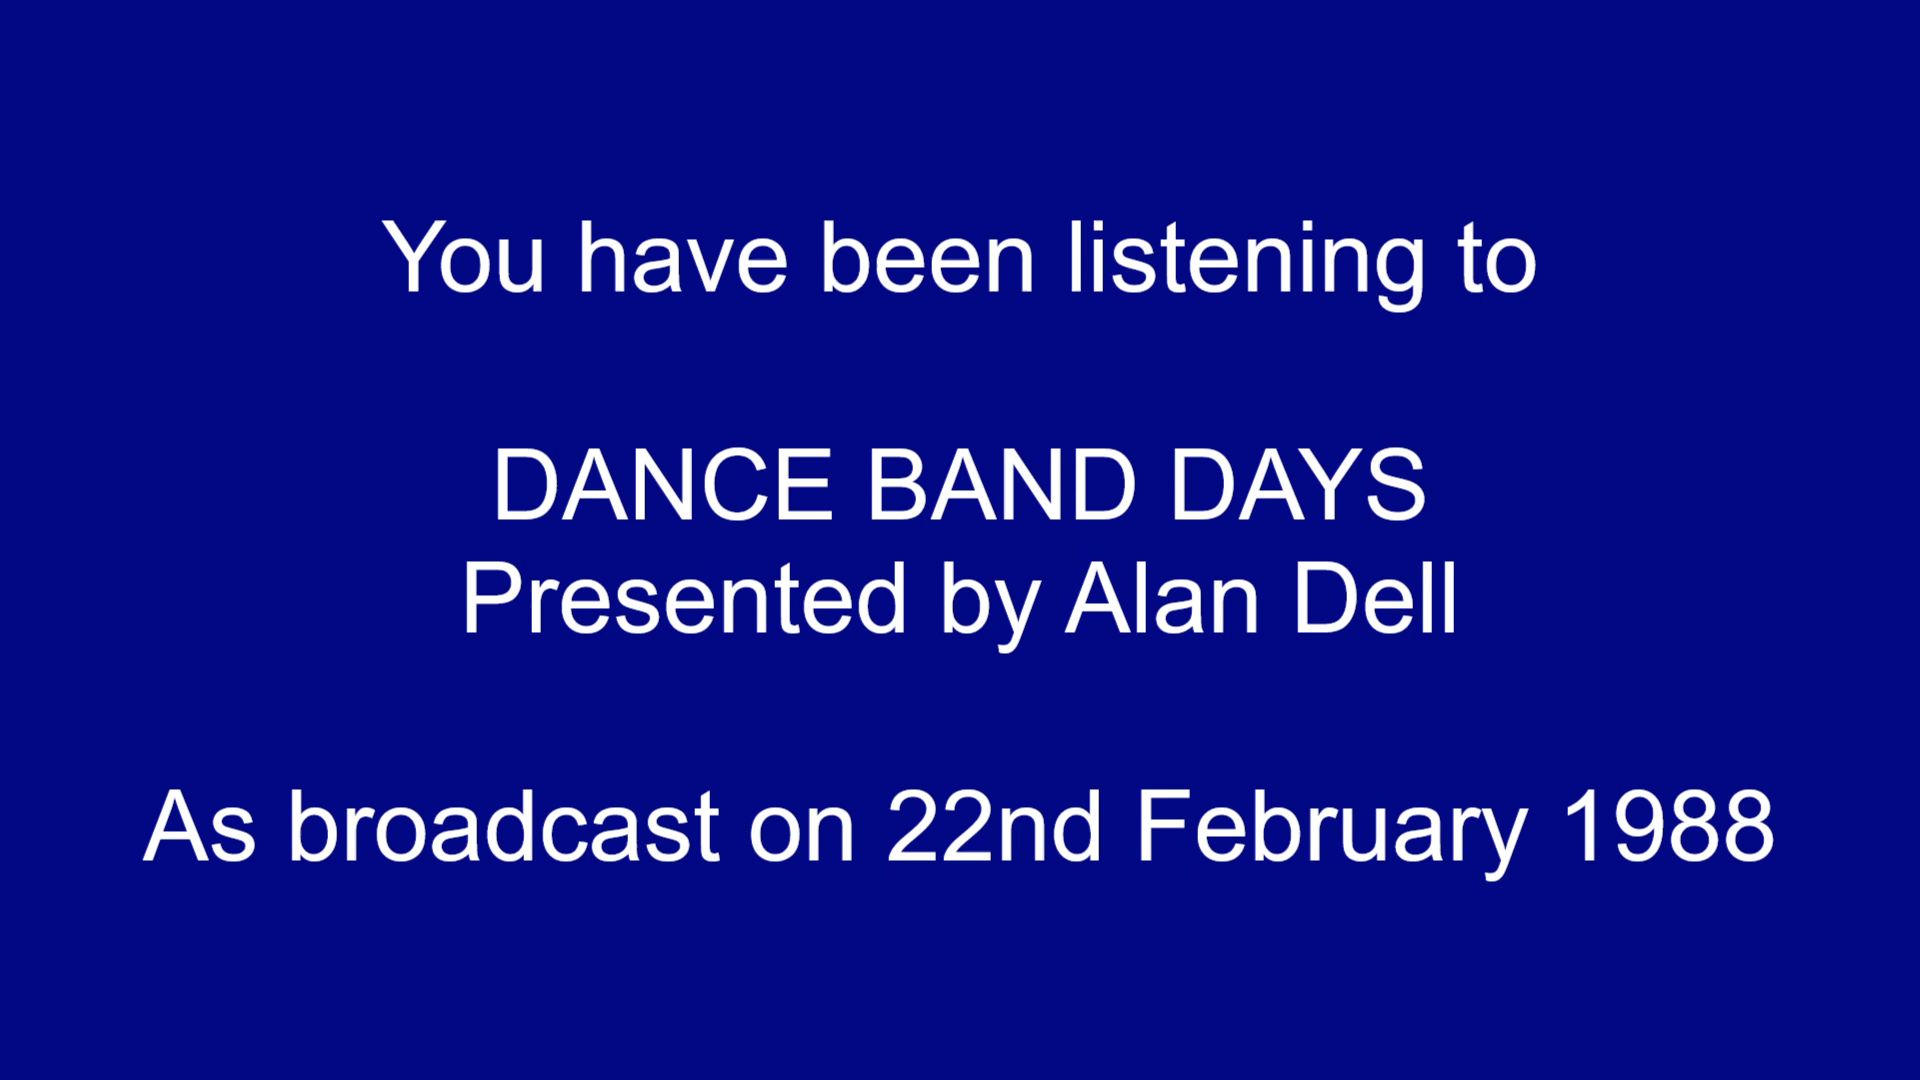 You have been listening to
DANCE BAND DAYS
Presented by Alan Dell
As broadcast on 22nd February 1988